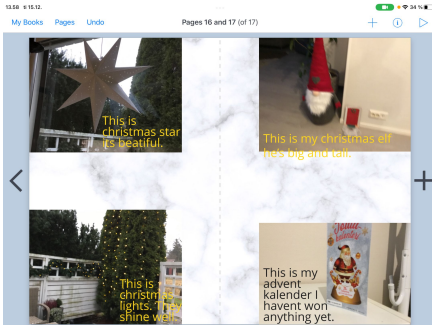 13.58 ti 15.12.
34 %
My Books
Pages
Undo
Pages 16 and 17 (of 17)
This is
christmas star
its beatiful.
This is my christmas elf
he's big and tall.
This is
christmas
lights. They
shine well
This is my
advent
kalender I
havent won
anything yet.
Joulu
kalenteri